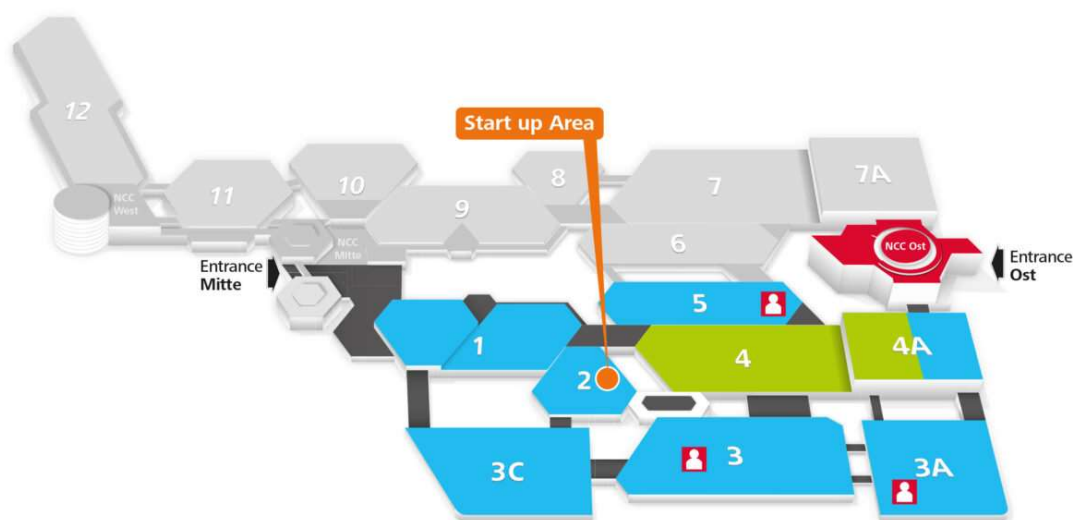 12
Start up Area
11
10
8
7
7A
NCC
West
9
NCC
Mitte
6
NCC Ost
Entrance
Mitte
Entrance
Ost
5
1
4
4A
2
3C
3
3A